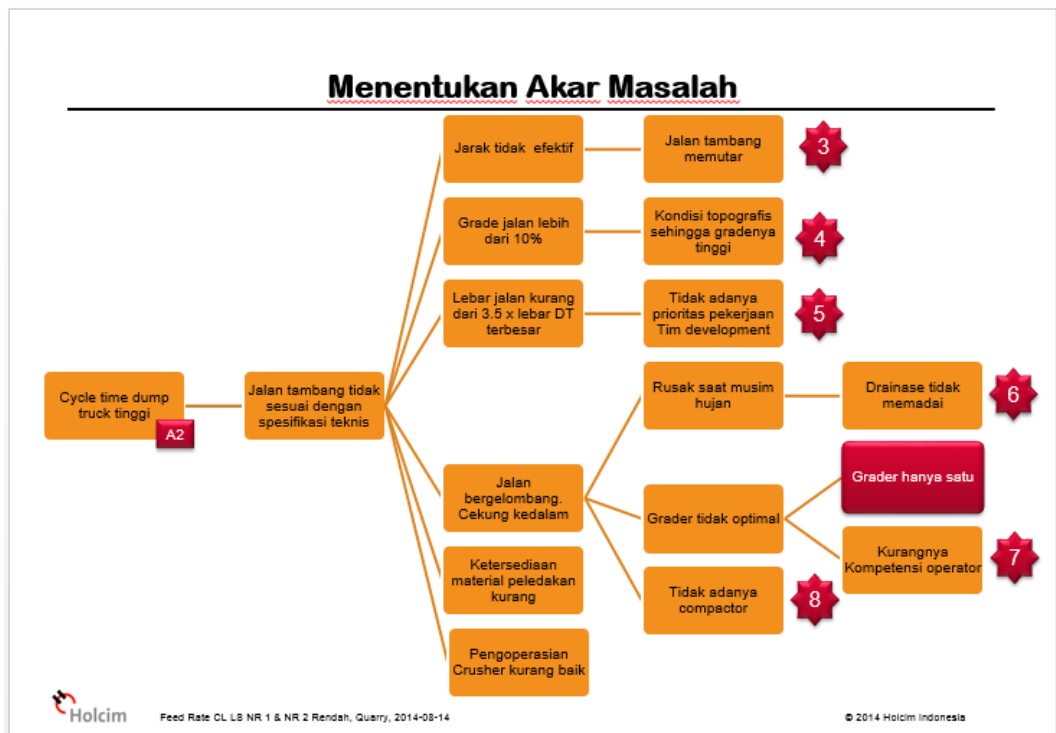 Menentukan Akar Masalah
Jarak tidak efektif
Jalan tambang
memutar
3
Grade jalan lebih
dari 10%
Kondisi topografis
sehingga gradenya
tinggi
4
Lebar jalan kurang
dari 3.5 x lebar DT
terbesar
Tidak adanya
prioritas pekerjaan
Tim development
5
Cycle time dump
truck tinggi
A2
Jalan tambang tidak
sesuai dengan
spesifikasi teknis
Rusak saat musim
hujan
Drainase tidak
memadai
6
Jalan
bergelombang.
Cekung kedalam
Grader tidak optimal
Grader hanya satu
Kurangnya
Kompetensi operator
7
Ketersediaan
material peledakan
kurang
Tidak adanya
compactor
8
Pengoperasian
Crusher kurang baik
Holcim
Feed Rate CL LB NR 1 & NR 2 Rendah, Quarry, 2014-08-14
© 2014 Holcim Indonesia